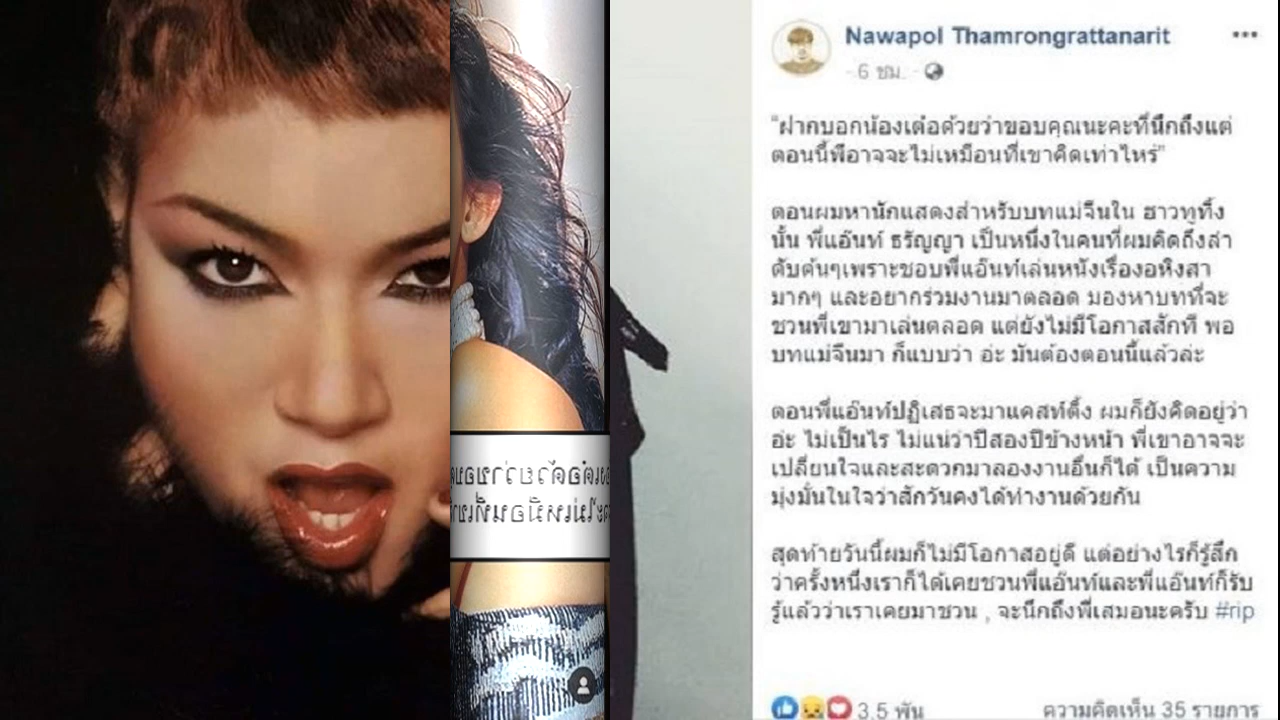 Nawapol Thamrongrattanarit
6 ชม.
"ฝากบอกน้องเต๋อด้วยว่าขอบคุณนะคะที่นึกถึงแต่
ตอนนี้พี่อาจจะไม่เหมือนที่เขาคิดเท่าไหร่"
ตอนผมหานักแสดงสำหรับบทแม่จีนใน ฮาวทูทิ้ง
นั้น พี่แอ๊นท์ ธรัญญา เป็นหนึ่งในคนที่ผมคิดถึงลำ
ดับต้นๆเพราะชอบพี่แอ๊นท์เล่นหนังเรื่องอหิงสา
มากๆ และอยากร่วมงานมาตลอด มองหาบทที่จะ
ชวนพี่เขามาเล่นตลอด แต่ยังไม่มีโอกาสสักที พอ
บทแม่จีนมา ก็แบบว่า อ่ะ มันต้องตอนนี้แล้วล่ะ
ตอนพี่แอ๊นท์ปฏิเสธจะมาแคสท์ติ้ง ผมก็ยังคิดอยู่ว่า
อ่ะ ไม่เป็นไร ไม่แน่ว่าปีสองปีข้างหน้า พี่เขาอาจจะ
เปลี่ยนใจและสะดวกมาลองงานอื่นก็ได้ เป็นความ
มุ่งมั่นในใจว่าสักวันคงได้ทำงานด้วยกัน
สุดท้ายวันนี้ผมก็ไม่มีโอกาสอยู่ดี แต่อย่างไรก็รู้สึก
ว่าครั้งหนึ่งเราก็ได้เคยชวนพี่แอ๊นท์และพี่แอ๊นท์ก็รับ
รู้แล้วว่าเราเคยมาชวน , จะนึกถึงพี่เสมอนะครับ #rip
3.5 พัน
ความคิดเห็น 35 รายการ